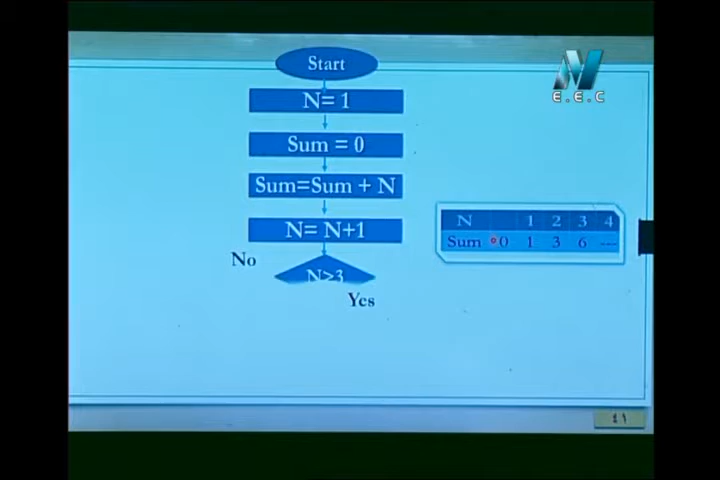 Start
N
E.E.C
N= 1
Sum = 0
Sum=Sum + N
N= N+1
N 1 2 3 4
Sum 0 1 3 6 ---
No
N>3
Yes
٤١